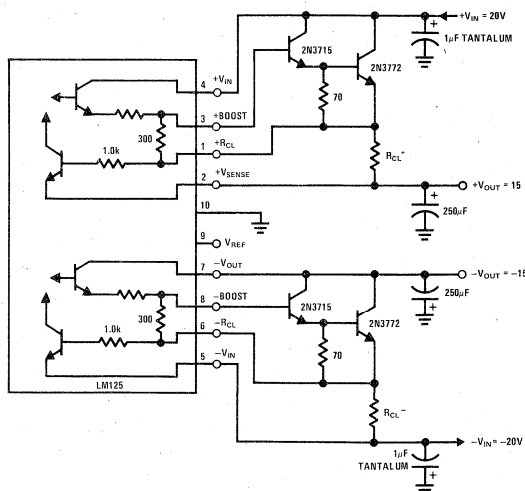 +VIN = 20V
1μF TANTALUM
2N3715
2N3772
4 +VIN
70
3 +BOOST
300
1.0k
1 +RCL
RCL+
2 +VSENSE
+VOUT = 15
250μF
10
9 VREF
7 −VOUT
−VOUT = −15
250μF
8 −BOOST
2N3715
2N3772
300
1.0k
6 −RCL
70
5 −VIN
LM125
RCL−
−VIN = −20V
1μF
TANTALUM